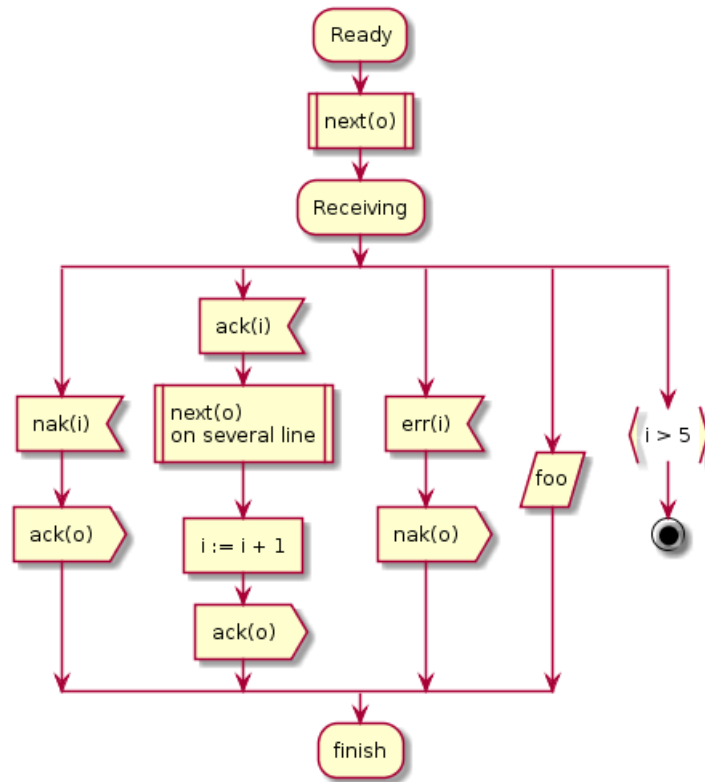 Ready
next(o)
Receiving
nak(i)
ack(o)
ack(i)
next(o)
on several line
i := i + 1
ack(o)
err(i)
nak(o)
foo
i > 5
finish